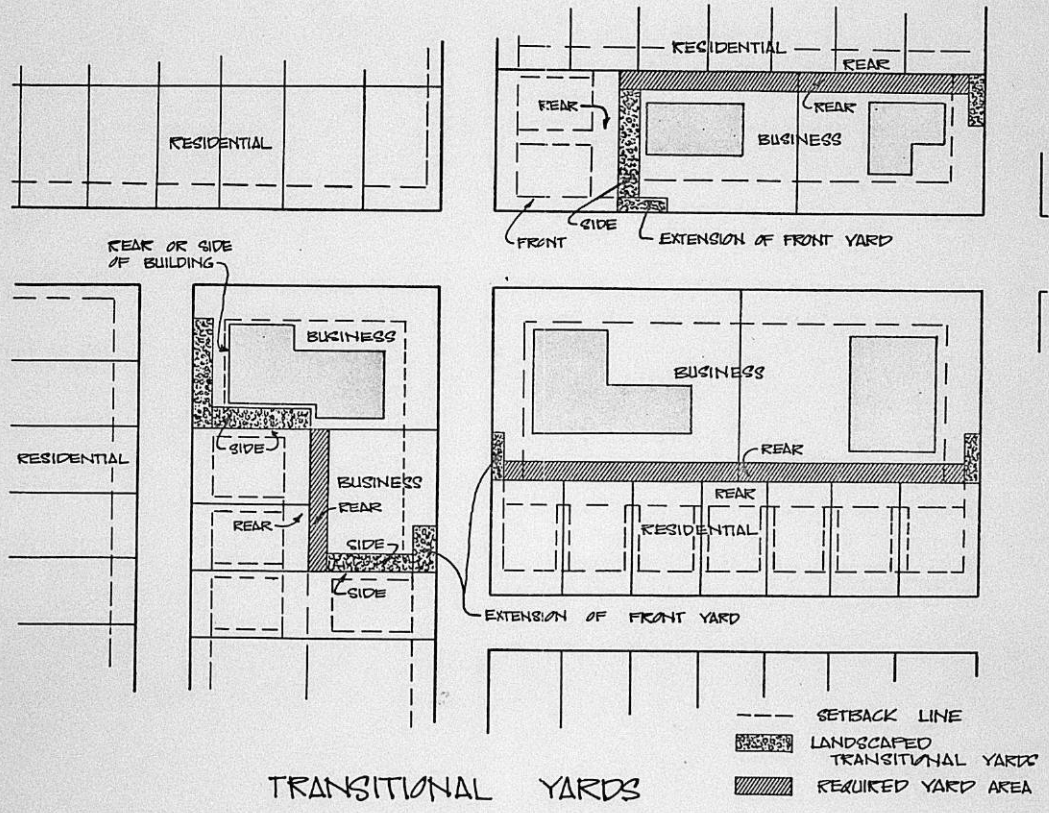 RESIDENTIAL
REAR
REAR
REAR
BUSINESS
RESIDENTIAL
SIDE
FRONT
EXTENSION OF FRONT YARD
REAR OR SIDE
OF BUILDING
BUSINESS
BUSINESS
SIDE
RESIDENTIAL
REAR
REAR
BUSINESS
REAR
REAR
RESIDENTIAL
SIDE
SIDE
EXTENSION OF FRONT YARD
SETBACK LINE
LANDSCAPED
TRANSITIONAL YARDS
REQUIRED YARD AREA
TRANSITIONAL YARDS